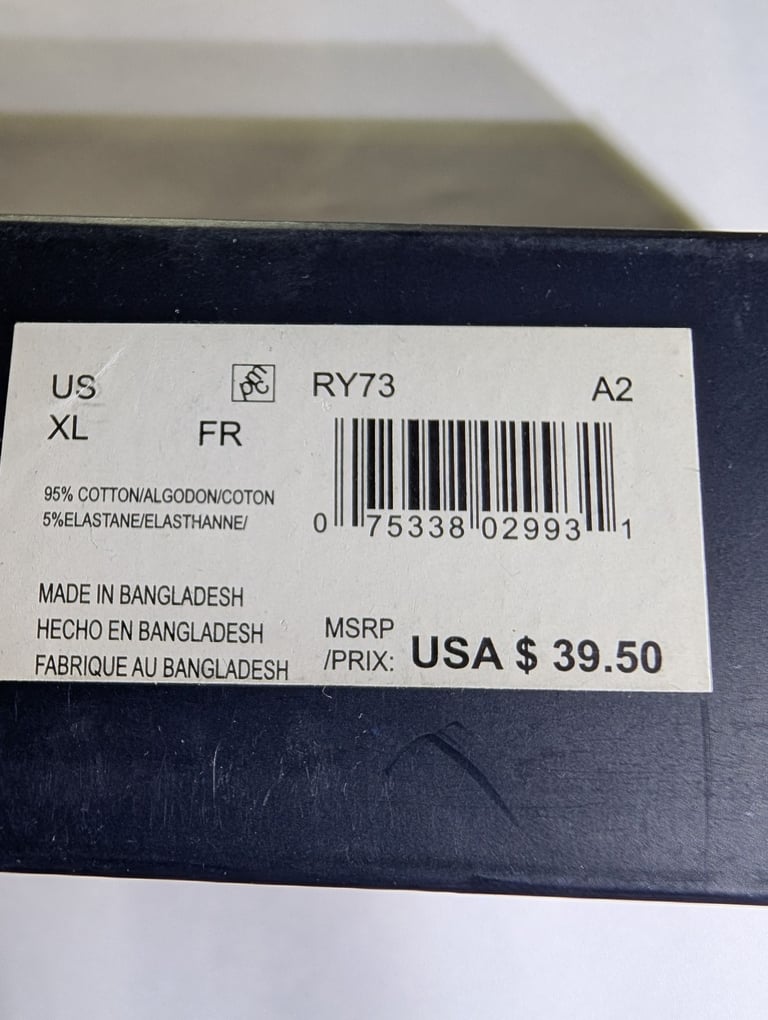 US
pcm
RY73
A2
XL
FR
0 75338 02993 1
95% COTTON/ALGODON/COTON
5%ELASTANE/ELASTHANNE/
MADE IN BANGLADESH
HECHO EN BANGLADESH
FABRIQUE AU BANGLADESH
MSRP
/PRIX: USA $ 39.50